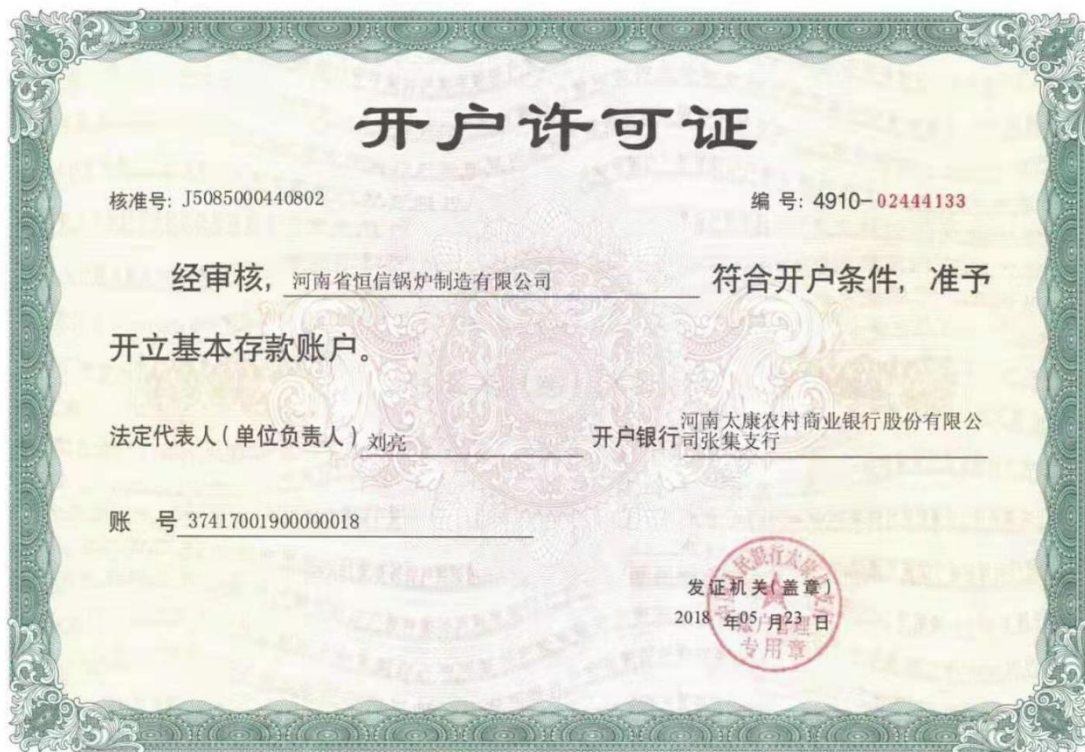 开户许可证
核准号: J5085000440802
编 号: 4910-02444133
经审核, 河南省恒信锅炉制造有限公司 符合开户条件, 准予
开立基本存款账户。
法定代表人(单位负责人) 刘亮
开户银行 河南太康农村商业银行股份有限公
司张集支行
账 号 37417001900000018
发证机关(盖章)
2018 年05 月23 日
专用章